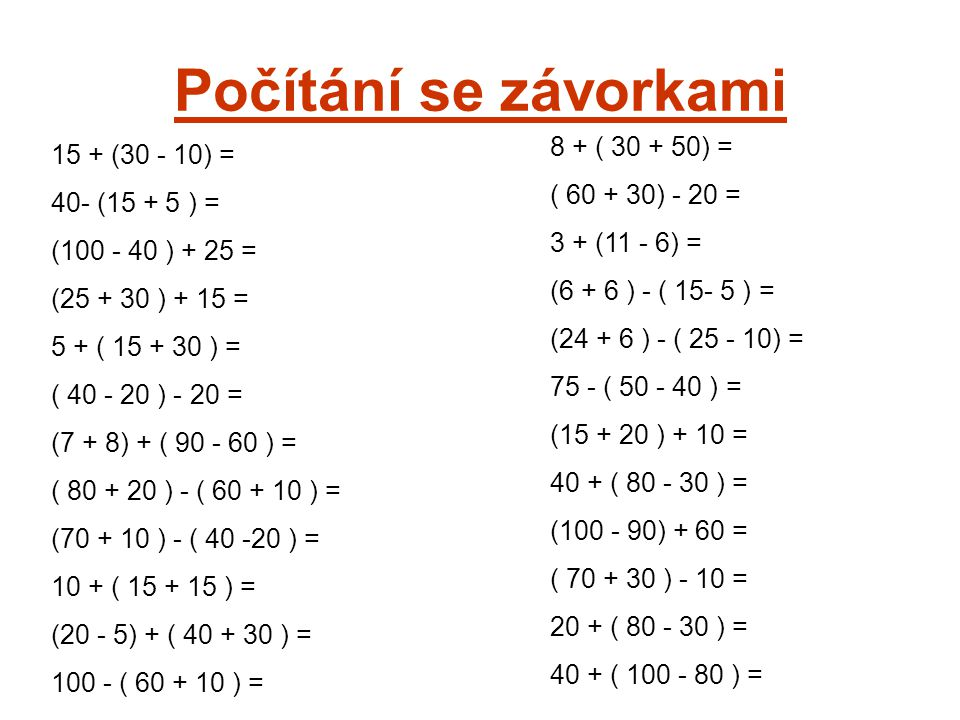 Počítání se závorkami
15 + (30 - 10) =
40- (15 + 5 ) =
(100 - 40 ) + 25 =
(25 + 30 ) + 15 =
5 + ( 15 + 30 ) =
( 40 - 20 ) - 20 =
(7 + 8) + ( 90 - 60 ) =
( 80 + 20 ) - ( 60 + 10 ) =
(70 + 10 ) - ( 40 -20 ) =
10 + ( 15 + 15 ) =
(20 - 5) + ( 40 + 30 ) =
100 - ( 60 + 10 ) =
8 + ( 30 + 50) =
( 60 + 30) - 20 =
3 + (11 - 6) =
(6 + 6 ) - ( 15- 5 ) =
(24 + 6 ) - ( 25 - 10) =
75 - ( 50 - 40 ) =
(15 + 20 ) + 10 =
40 + ( 80 - 30 ) =
(100 - 90) + 60 =
( 70 + 30 ) - 10 =
20 + ( 80 - 30 ) =
40 + ( 100 - 80 ) =